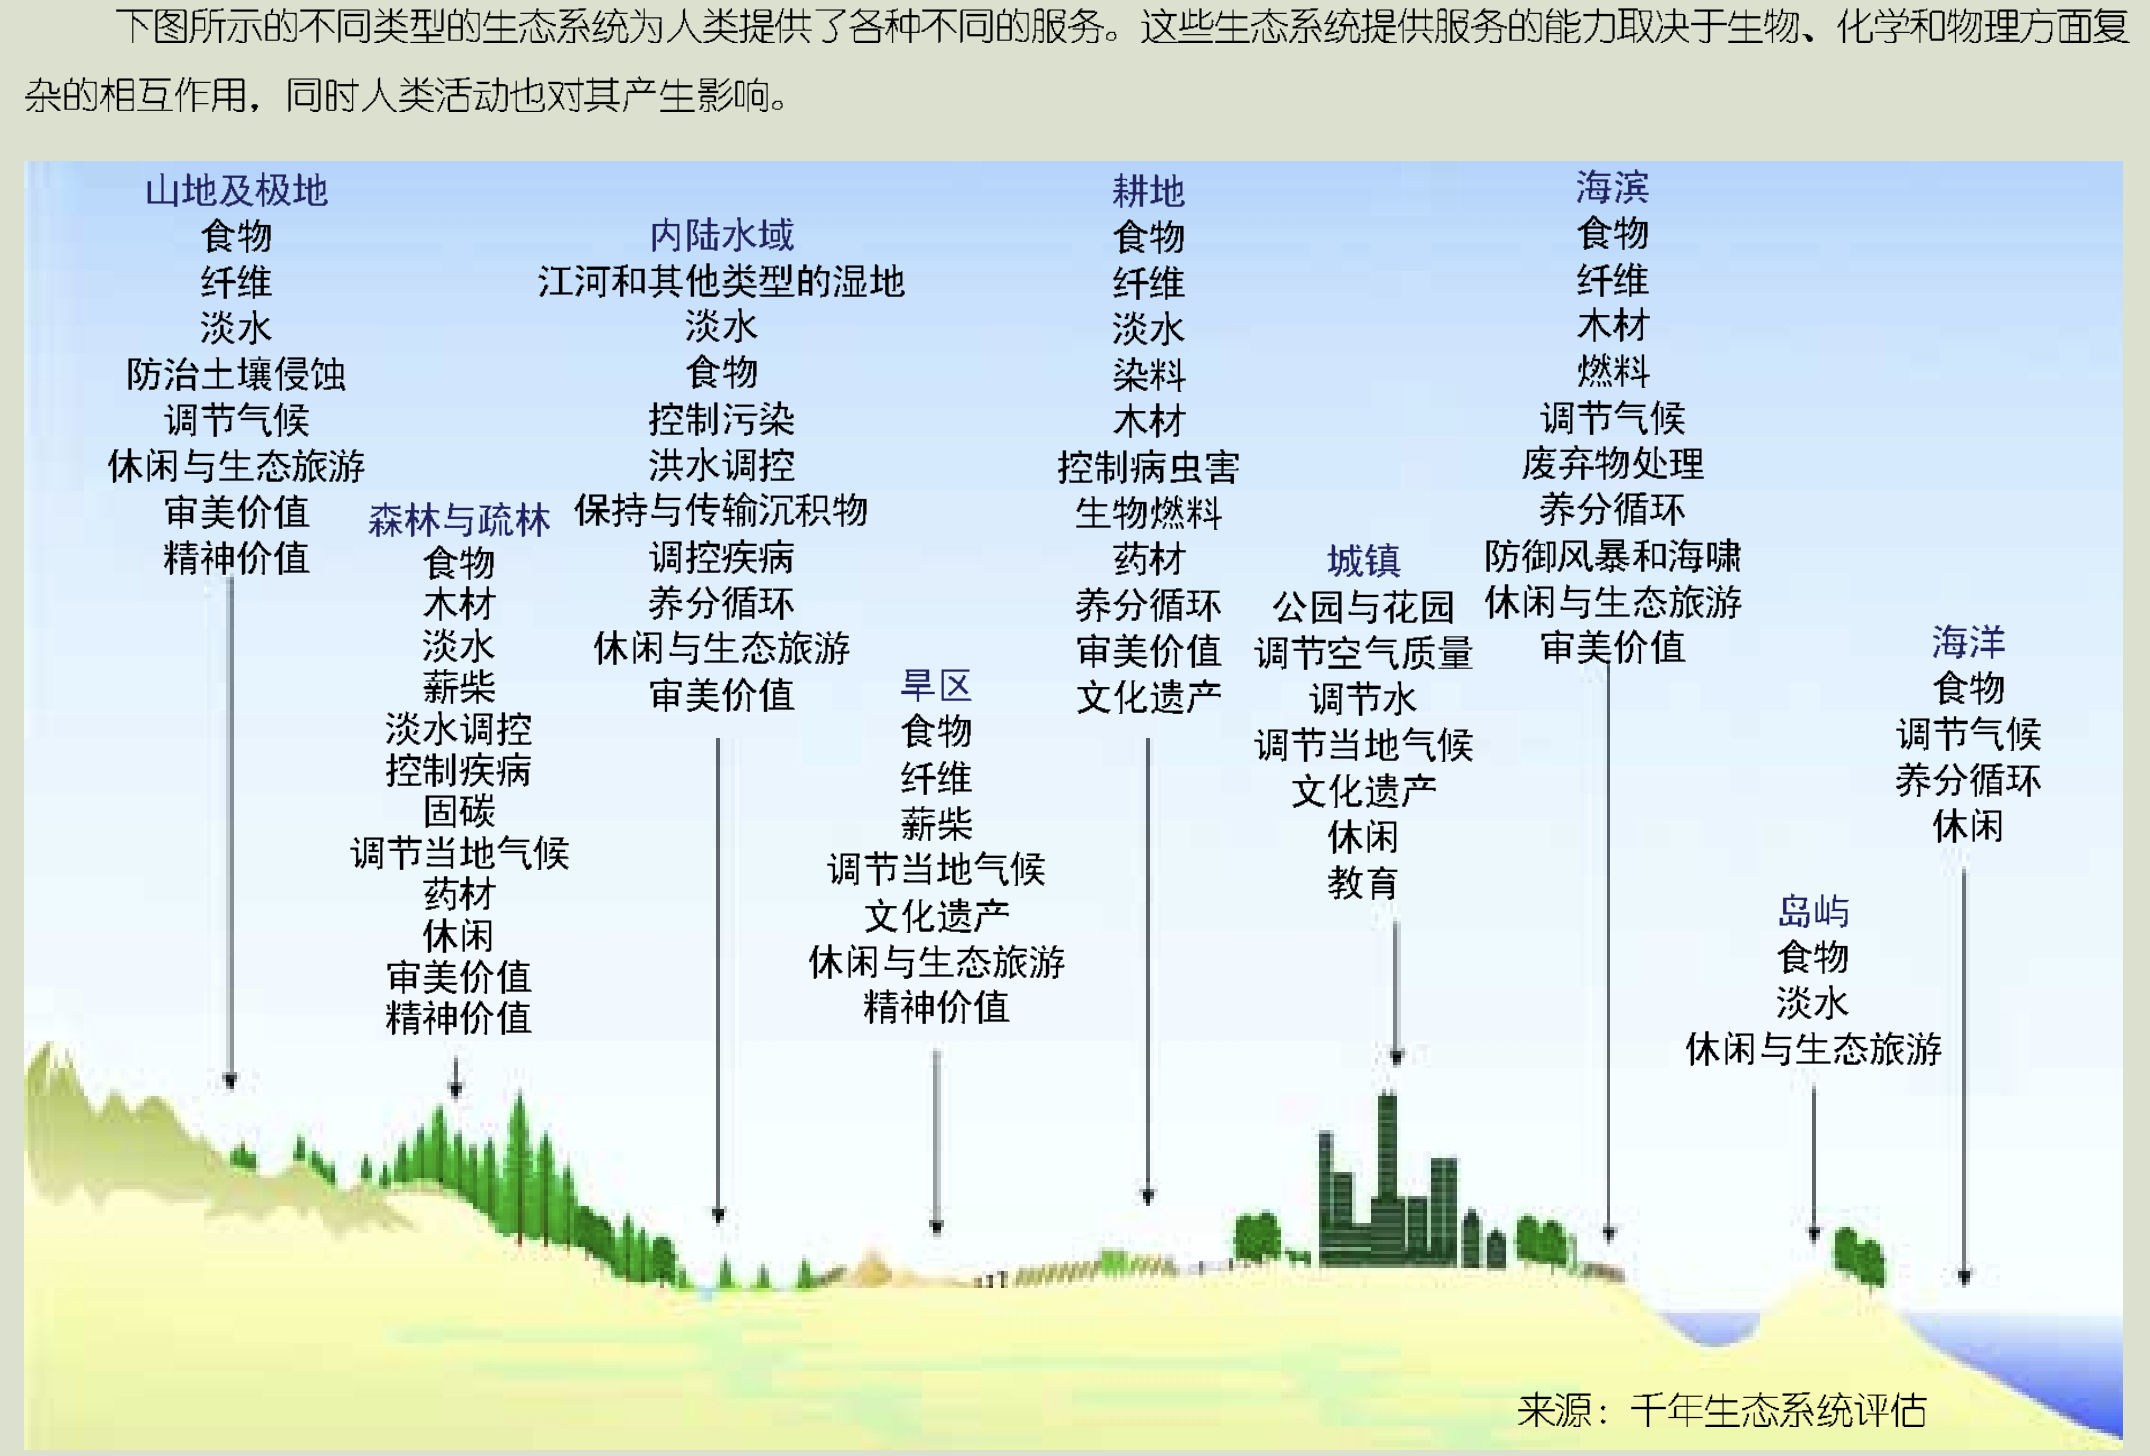 下图所示的不同类型的生态系统为人类提供了各种不同的服务。这些生态系统提供服务的能力取决于生物、化学和物理方面复
杂的相互作用，同时人类活动也对其产生影响。
山地及极地
食物
纤维
淡水
防治土壤侵蚀
调节气候
休闲与生态旅游
审美价值
精神价值
森林与疏林
食物
木材
淡水
薪柴
淡水调控
控制疾病
固碳
调节当地气候
药材
休闲
审美价值
精神价值
内陆水域
江河和其他类型的湿地
淡水
食物
控制污染
洪水调控
保持与传输沉积物
调控疾病
养分循环
休闲与生态旅游
审美价值
旱区
食物
纤维
薪柴
调节当地气候
文化遗产
休闲与生态旅游
精神价值
耕地
食物
纤维
淡水
染料
木材
控制病虫害
生物燃料
药材
养分循环
审美价值
文化遗产
城镇
公园与花园
调节空气质量
调节水
调节当地气候
文化遗产
休闲
教育
海滨
食物
纤维
木材
燃料
调节气候
废弃物处理
养分循环
防御风暴和海啸
休闲与生态旅游
审美价值
岛屿
食物
淡水
休闲与生态旅游
海洋
食物
调节气候
养分循环
休闲
来源：千年生态系统评估